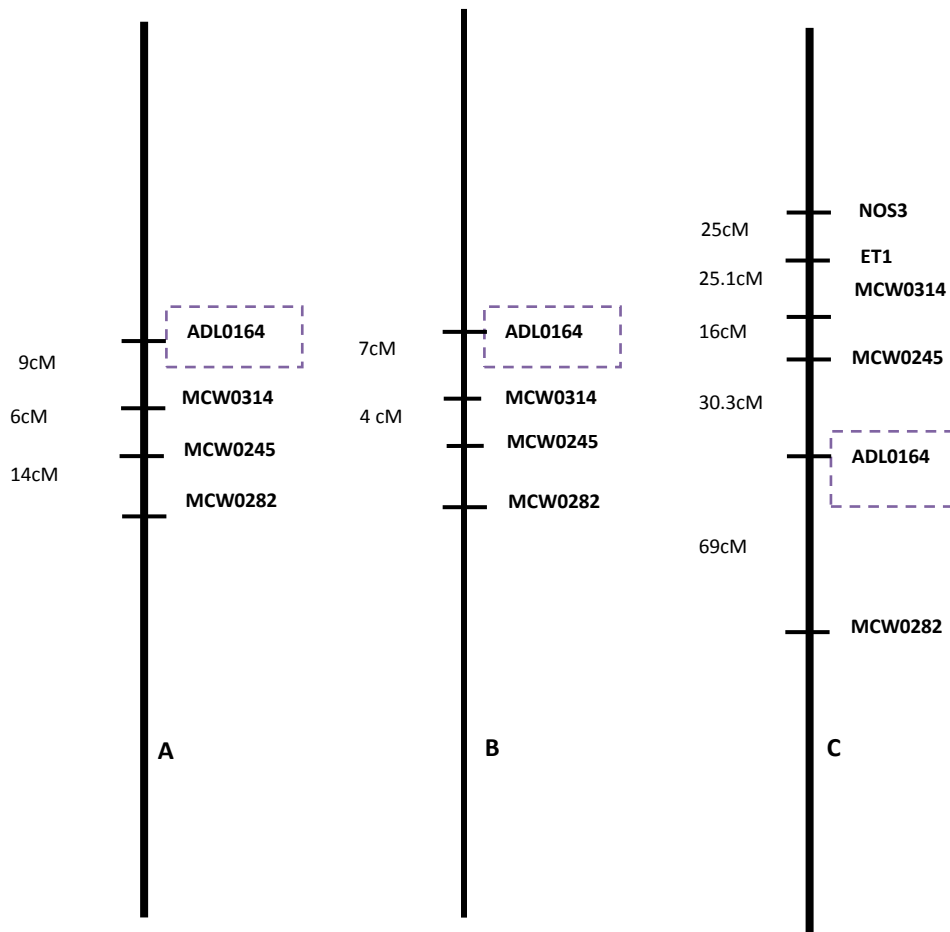 ADL0164
9cM
MCW0314
6cM
MCW0245
14cM
MCW0282
A
ADL0164
7cM
MCW0314
4 cM
MCW0245
MCW0282
B
NOS3
25cM
ET1
25.1cM
MCW0314
16cM
MCW0245
30.3cM
ADL0164
69cM
MCW0282
C